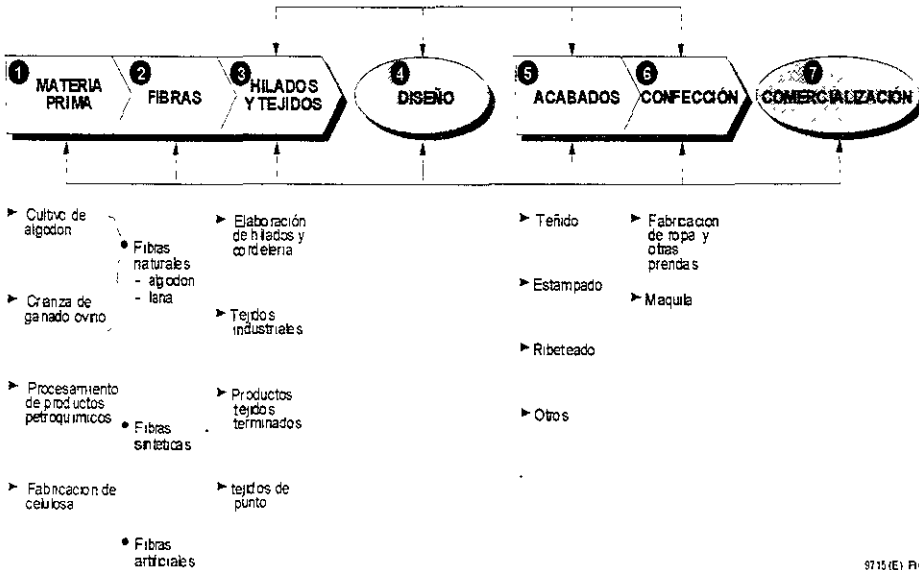 1
MATERIA
PRIMA
2
FIBRAS
3
HILADOS
Y TEJIDOS
4
DISEÑO
5
ACABADOS
6
CONFECCIÓN
7
COMERCIALIZACIÓN
Cultivo de
algodon
Crianza de
ganado ovino
Procesamiento
de productos
petroquimicos
Fabricacion de
celulosa
Fibras
naturales
- algodon
- lana
Fibras
sinteticas
Fibras
artificiales
Elaboración
de hilados y
cordeleria
Tejidos
industriales
Productos
tejidos
terminados
tejidos de
punto
Teñido
Estampado
Ribeteado
Otros
Fabricacion
de ropa y
otras
prendas
Maquila
9715(E)